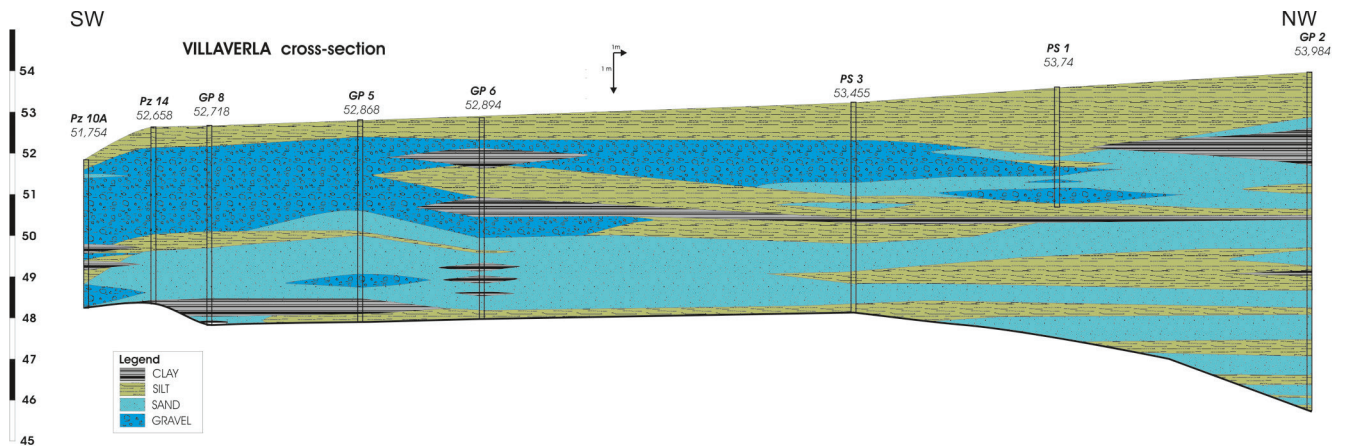 SW
NW
VILLAVERLA cross-section
1m
1 m
GP 2
53,984
PS 1
53,74
PS 3
53,455
GP 6
52,894
GP 5
52,868
GP 8
52,718
Pz 14
52,658
Pz 10A
51,754
54
53
52
51
50
49
48
47
46
45
Legend
CLAY
SILT
SAND
GRAVEL